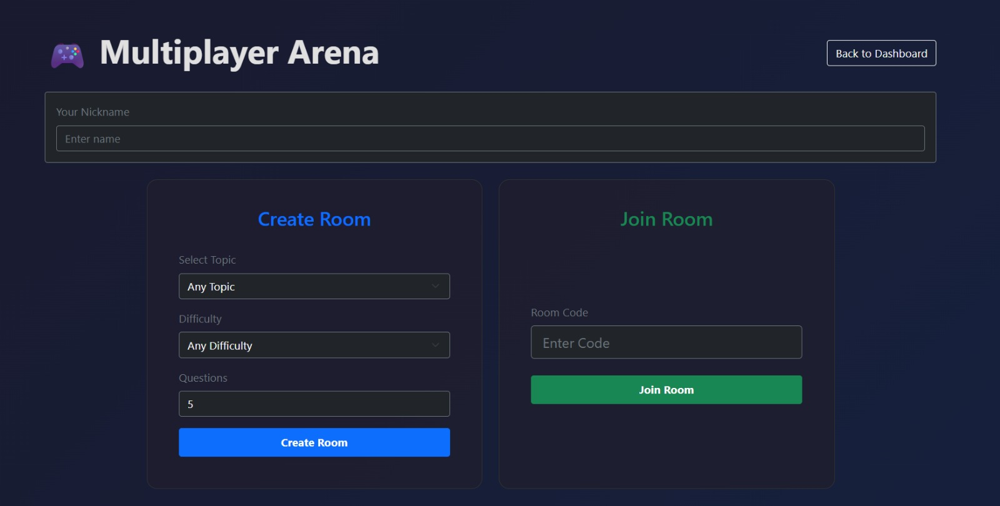 Multiplayer Arena
Back to Dashboard
Your Nickname
Enter name
Create Room
Select Topic
Any Topic
Difficulty
Any Difficulty
Questions
5
Create Room
Join Room
Room Code
Enter Code
Join Room